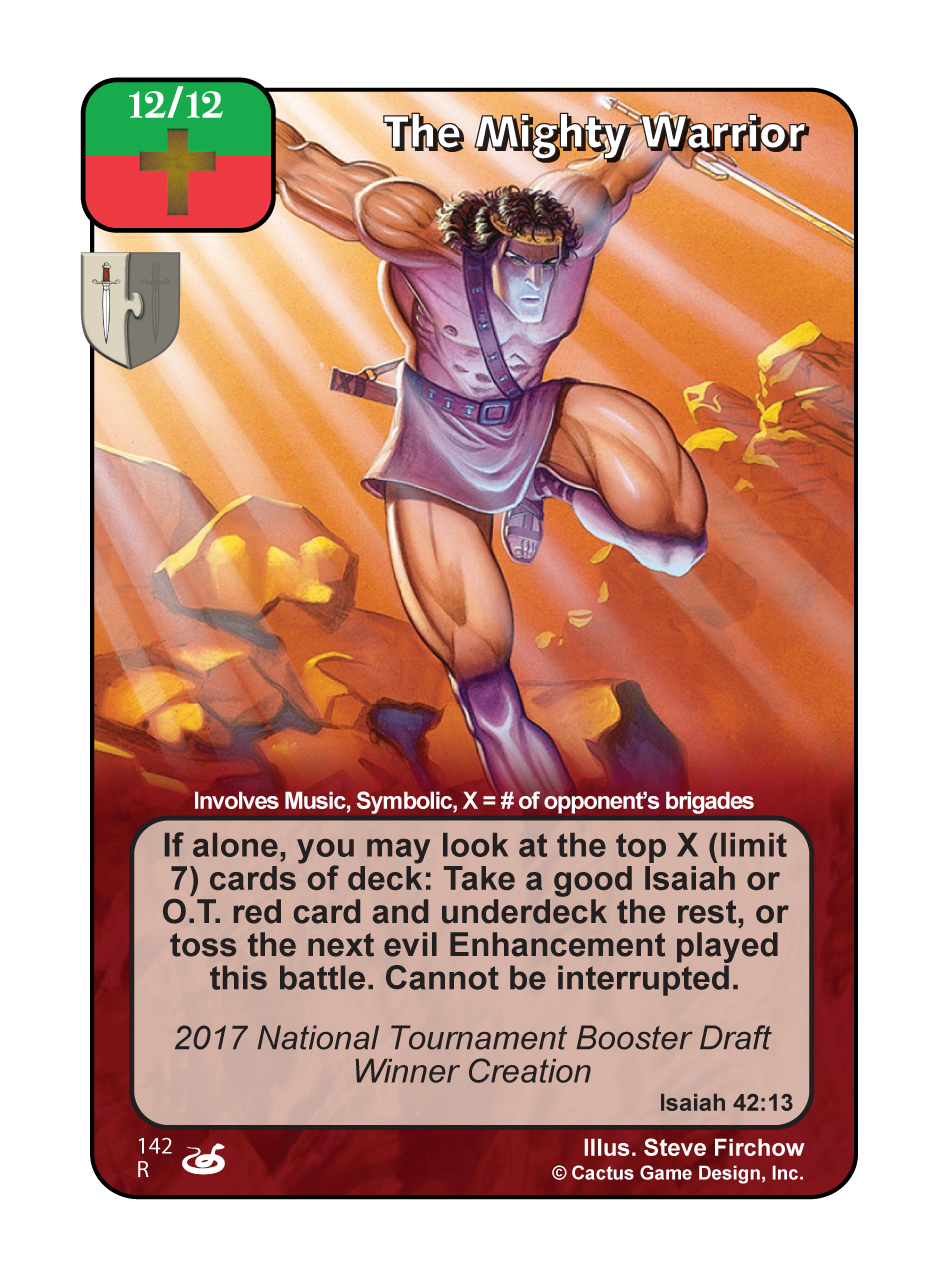 12/12
The Mighty Warrior
Involves Music, Symbolic, X = # of opponent's brigades
If alone, you may look at the top X (limit
7) cards of deck: Take a good Isaiah or
O.T. red card and underdeck the rest, or
toss the next evil Enhancement played
this battle. Cannot be interrupted.
2017 National Tournament Booster Draft
Winner Creation
Isaiah 42:13
142
R
Illus. Steve Firchow
© Cactus Game Design, Inc.